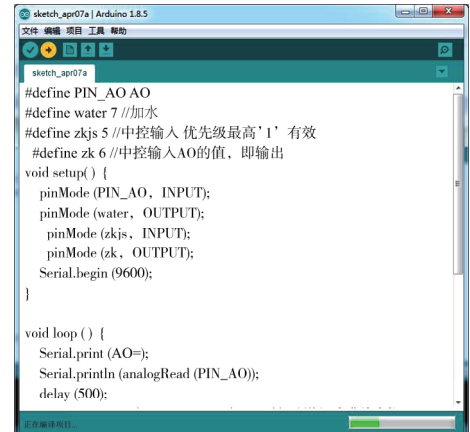 sketch_apr07a | Arduino 1.8.5
文件 编辑 项目 工具 帮助
sketch_apr07a
#define PIN_AO AO
#define water 7 //加水
#define zkjs 5 //中控输入 优先级最高'1' 有效
#define zk 6 //中控输入AO的值，即输出
void setup() {
pinMode (PIN_AO, INPUT);
pinMode (water, OUTPUT);
pinMode (zkjs, INPUT);
pinMode (zk, OUTPUT);
Serial.begin (9600);
}
void loop () {
Serial.print (AO=);
Serial.println (analogRead (PIN_AO));
delay (500);
正在编译项目...